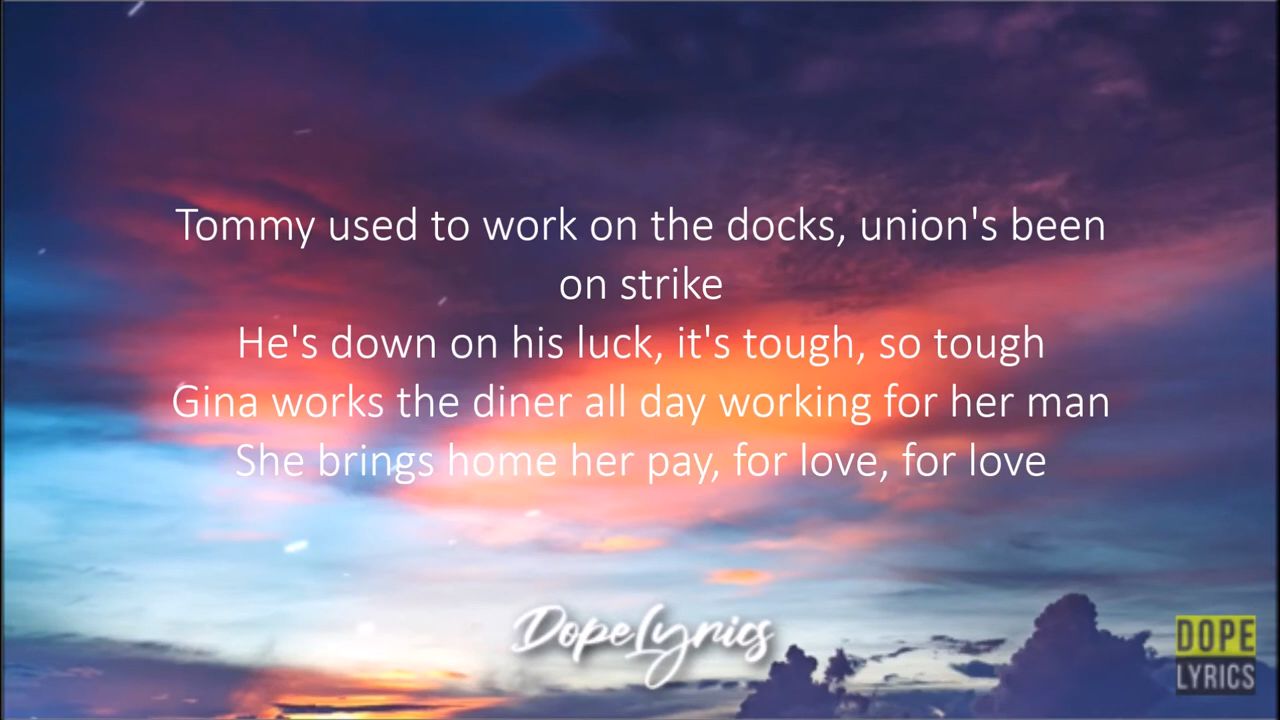 Tommy used to work on the docks, union's been
on strike
He's down on his luck, it's tough, so tough
Gina works the diner all day working for her man
She brings home her pay, for love, for love
DopeLyrics
DOPE
LYRICS